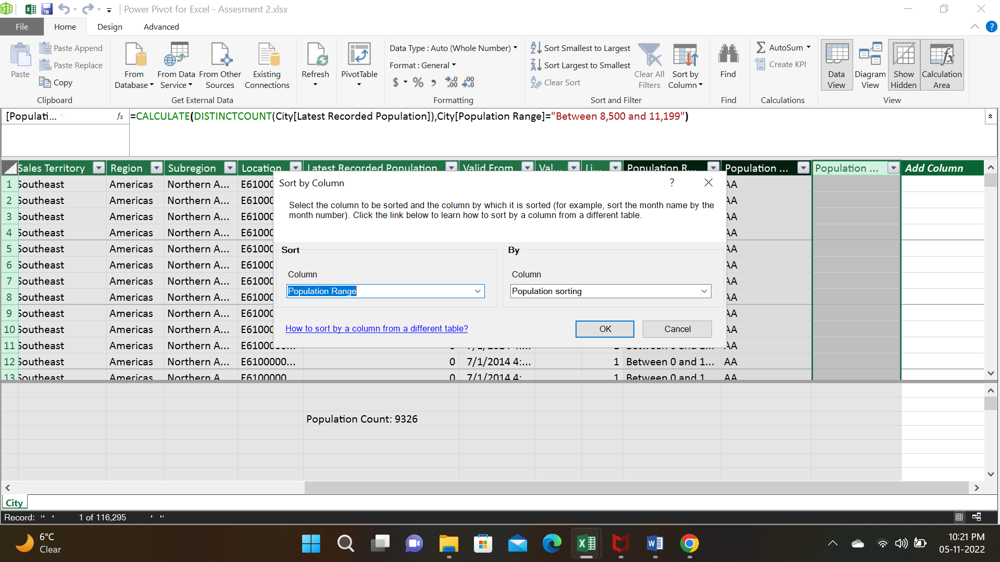 Power Pivot for Excel - Assesment 2.xlsx
File Home Design Advanced
Paste
Paste Append
Paste Replace
Copy
Clipboard
From Database
From Data Service
From Other Sources
Existing Connections
Get External Data
Refresh
PivotTable
Data Type : Auto (Whole Number)
Format : General
$ % ,
Formatting
Sort Smallest to Largest
Sort Largest to Smallest
Clear Sort
Clear All Filters
Sort by Column
Sort and Filter
Find
Find
AutoSum
Create KPI
Calculations
Data View
Diagram View
Show Hidden
Calculation Area
View
[Populati... fx =CALCULATE(DISTINCTCOUNT(City[Latest Recorded Population]),City[Population Range]="Between 8,500 and 11,199")
Sales Territory Region Subregion Location Latest Recorded Population Valid From Val... Li... Population R... Population ... Population ... Add Column
1 Southeast Americas Northern A... E61000 AA
2 Southeast Americas Northern A... E61000 AA
3 Southeast Americas Northern A... E61000 AA
4 Southeast Americas Northern A... E61000 AA
5 Southeast Americas Northern A... E61000 AA
6 Southeast Americas Northern A... E61000 AA
7 Southeast Americas Northern A... E61000 AA
8 Southeast Americas Northern A... E61000 AA
9 Southeast Americas Northern A... E61000 AA
10 Southeast Americas Northern A... E61000 AA
11 Southeast Americas Northern A... E61000 AA
12 Southeast Americas Northern A... E6100000... 0 7/1/2014 4:... 1 Between 0 and 1... AA
13 Southeast Americas Northern A E6100000 0 7/1/2014 4: 1 Between 0 and 1 AA
Sort by Column ?
Select the column to be sorted and the column by which it is sorted (for example, sort the month name by the
month number). Click the link below to learn how to sort by a column from a different table.
Sort By
Column Column
Population Range Population sorting
How to sort by a column from a different table? OK Cancel
Population Count: 9326
City
Record: 1 of 116,295
6°C
Clear
10:21 PM
05-11-2022